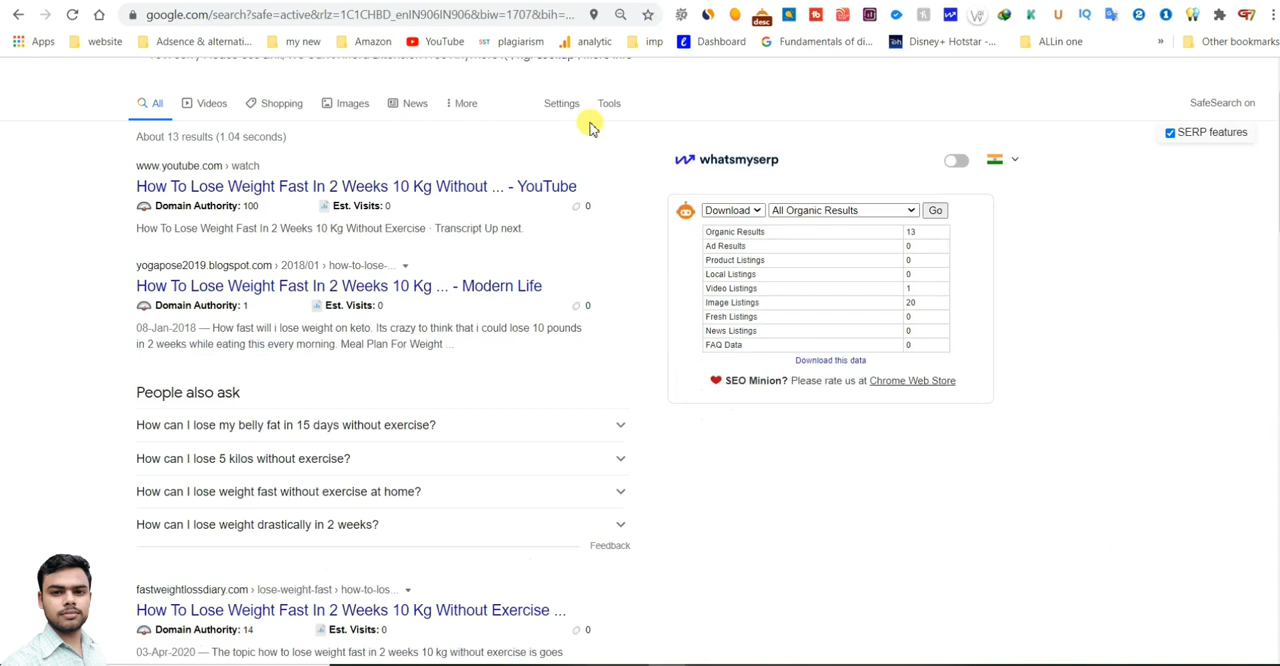 google.com/search?safe=active&rlz=1C1CHBD_enIN906IN906&biw=1707&bih=...
desc
Apps website Adsence & alternati... my new Amazon YouTube plagiarism analytic imp Dashboard Fundamentals of di... Disney+ Hotstar -... ALLin one » Other bookmarks
All Videos Shopping Images News More Settings Tools SafeSearch on
About 13 results (1.04 seconds)
SERP features
www.youtube.com › watch
How To Lose Weight Fast In 2 Weeks 10 Kg Without ... - YouTube
Domain Authority: 100 Est. Visits: 0 0
How To Lose Weight Fast In 2 Weeks 10 Kg Without Exercise · Transcript Up next.
yogapose2019.blogspot.com › 2018/01 › how-to-lose-...
How To Lose Weight Fast In 2 Weeks 10 Kg ... - Modern Life
Domain Authority: 1 Est. Visits: 0 0
08-Jan-2018 — How fast will i lose weight on keto. Its crazy to think that i could lose 10 pounds
in 2 weeks while eating this every morning. Meal Plan For Weight ...
People also ask
How can I lose my belly fat in 15 days without exercise?
How can I lose 5 kilos without exercise?
How can I lose weight fast without exercise at home?
How can I lose weight drastically in 2 weeks?
Feedback
fastweightlossdiary.com › lose-weight-fast › how-to-los...
How To Lose Weight Fast In 2 Weeks 10 Kg Without Exercise ...
Domain Authority: 14 Est. Visits: 0 0
03-Apr-2020 — The topic how to lose weight fast in 2 weeks 10 kg without exercise is goes
whatsmyserp
Download All Organic Results Go
Organic Results 13
Ad Results 0
Product Listings 0
Local Listings 0
Video Listings 1
Image Listings 20
Fresh Listings 0
News Listings 0
FAQ Data 0
Download this data
SEO Minion? Please rate us at Chrome Web Store